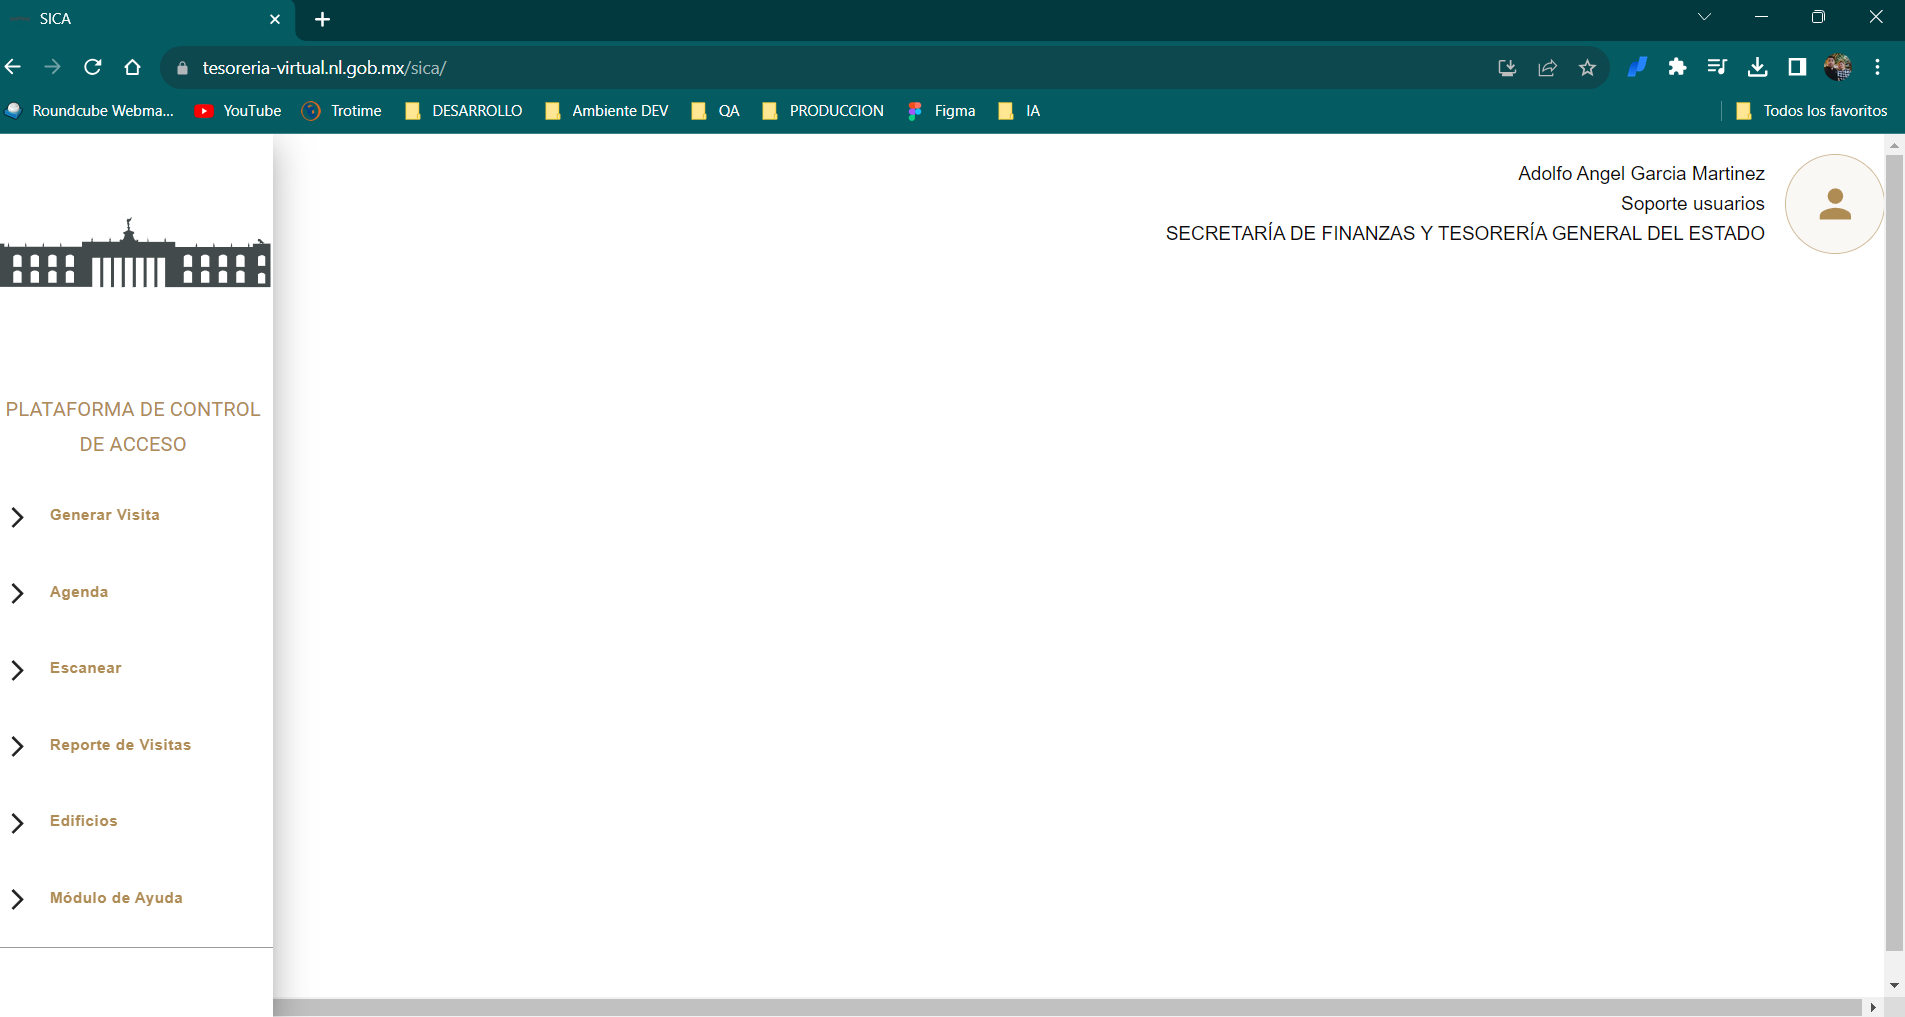 SICA
tesoreria-virtual.nl.gob.mx/sica/
Roundcube Webma... YouTube Trotime DESARROLLO Ambiente DEV QA PRODUCCION Figma IA Todos los favoritos
Adolfo Angel Garcia Martinez
Soporte usuarios
SECRETARÍA DE FINANZAS Y TESORERÍA GENERAL DEL ESTADO
PLATAFORMA DE CONTROL
DE ACCESO
Generar Visita
Agenda
Escanear
Reporte de Visitas
Edificios
Módulo de Ayuda